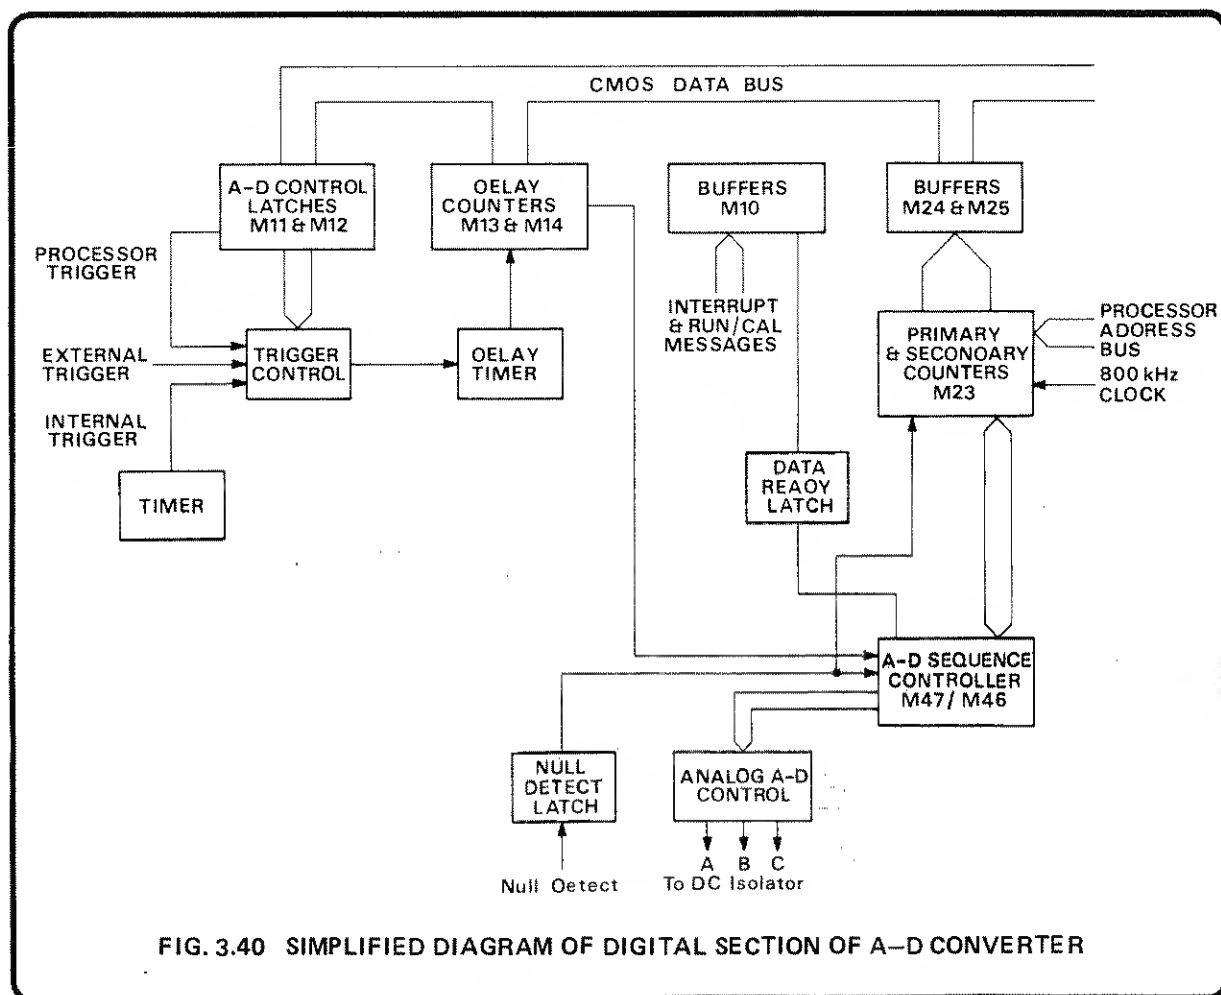 CMOS DATA BUS
A-D CONTROL
LATCHES
M11 & M12
OELAY
COUNTERS
M13 & M14
BUFFERS
M10
BUFFERS
M24 & M25
PROCESSOR
TRIGGER
EXTERNAL
TRIGGER
INTERNAL
TRIGGER
TRIGGER
CONTROL
OELAY
TIMER
INTERRUPT
& RUN/CAL
MESSAGES
PRIMARY
& SECONOARY
COUNTERS
M23
PROCESSOR
AOORESS
BUS
800 kHz
CLOCK
TIMER
DATA
REAOY
LATCH
A-D SEQUENCE
CONTROLLER
M47/ M46
NULL
DETECT
LATCH
ANALOG A-D
CONTROL
A B C
To DC Isolator
Null Oetect
FIG. 3.40 SIMPLIFIED DIAGRAM OF DIGITAL SECTION OF A–D CONVERTER